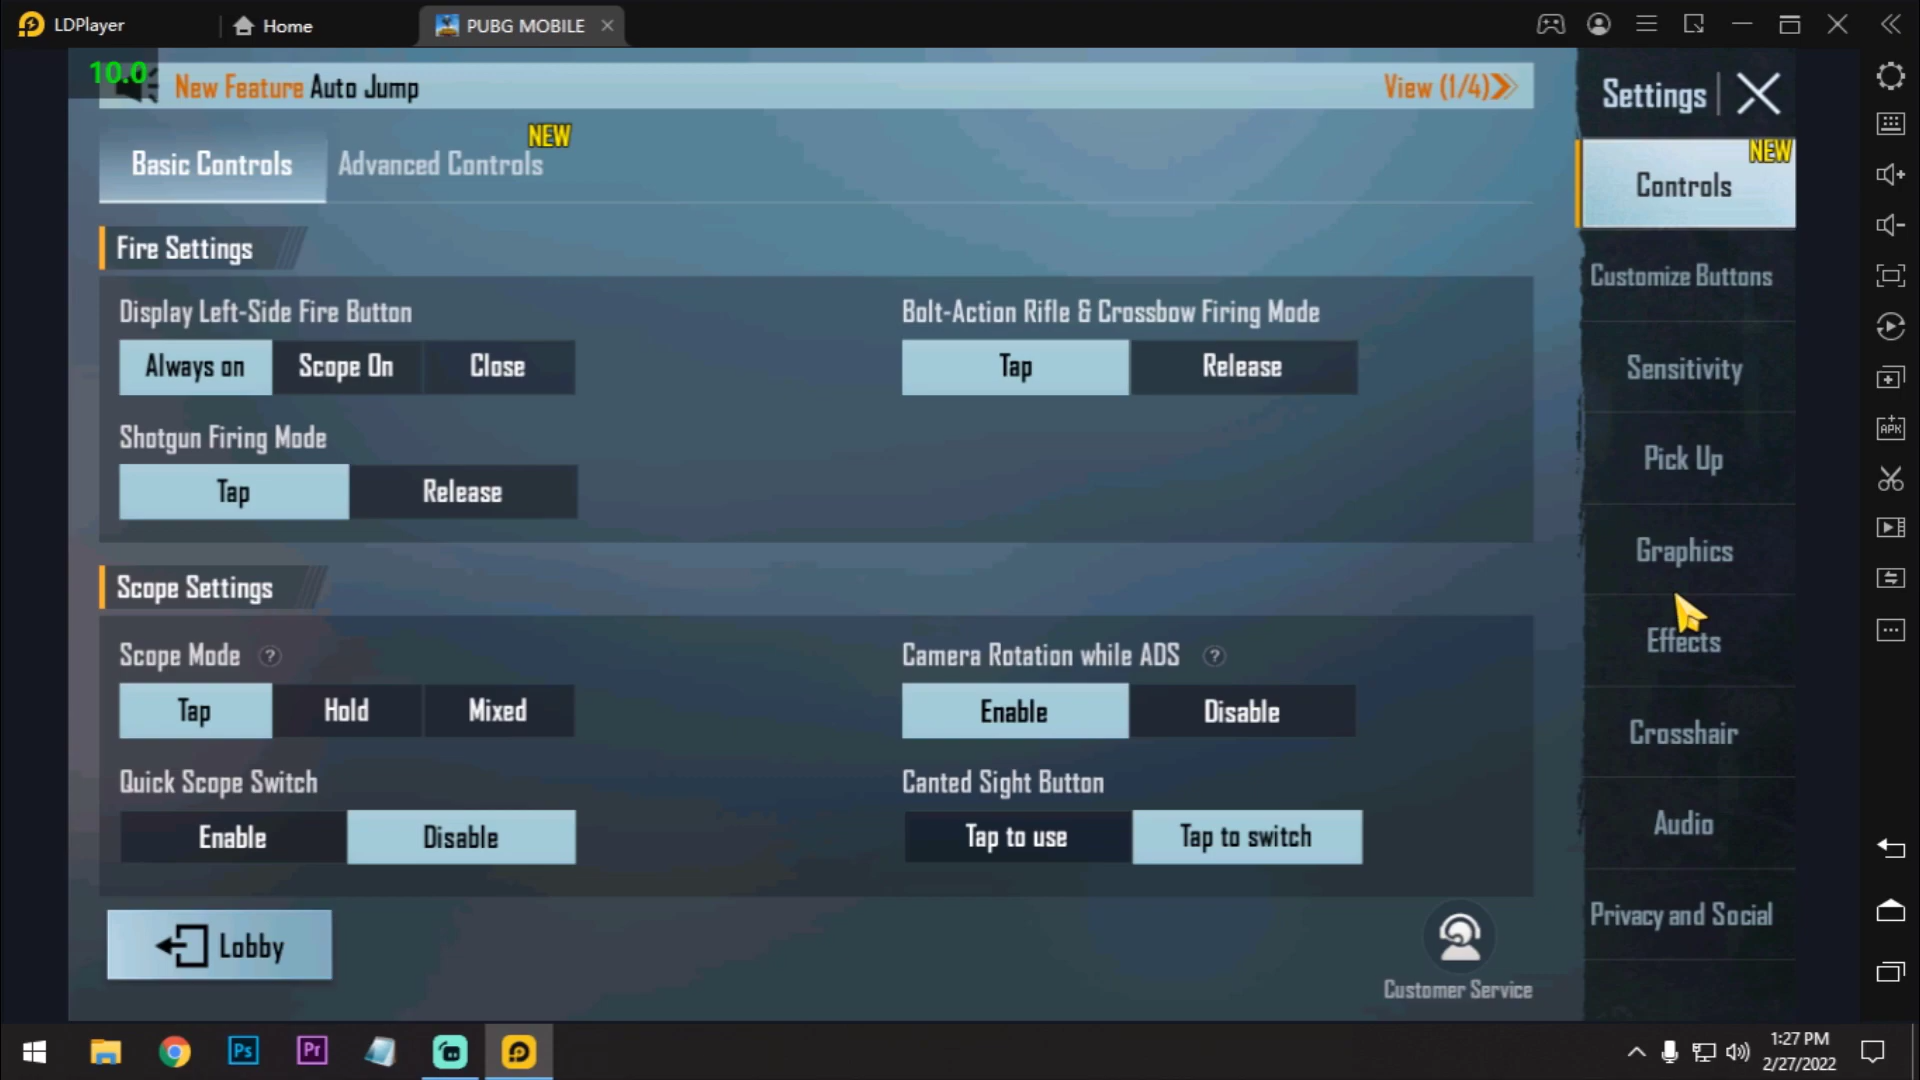 LDPlayer
Home
PUBG MOBILE
10.0
New Feature Auto Jump
View (1/4)
Settings
Basic Controls
Advanced Controls
NEW
NEW
Controls
Customize Buttons
Sensitivity
Pick Up
Graphics
Effects
Crosshair
Audio
Privacy and Social
Fire Settings
Display Left-Side Fire Button
Always on
Scope On
Close
Bolt-Action Rifle & Crossbow Firing Mode
Tap
Release
Shotgun Firing Mode
Tap
Release
Scope Settings
Scope Mode ?
Tap
Hold
Mixed
Camera Rotation while ADS ?
Enable
Disable
Quick Scope Switch
Enable
Disable
Canted Sight Button
Tap to use
Tap to switch
Lobby
Customer Service
APK
Ps
Pr
1:27 PM
2/27/2022